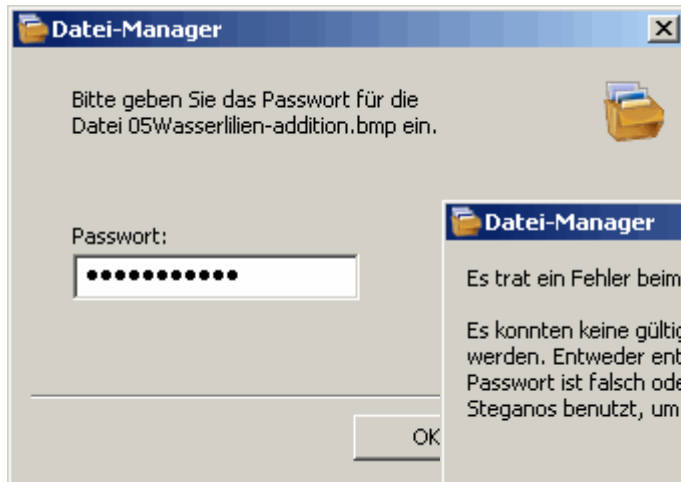 Datei-Manager
Bitte geben Sie das Passwort für die
Datei 05Wasserlilien-addition.bmp ein.
Passwort:
OK
Datei-Manager
Es trat ein Fehler beim
Es konnten keine gültig
werden. Entweder ent
Passwort ist falsch ode
Steganos benutzt, um